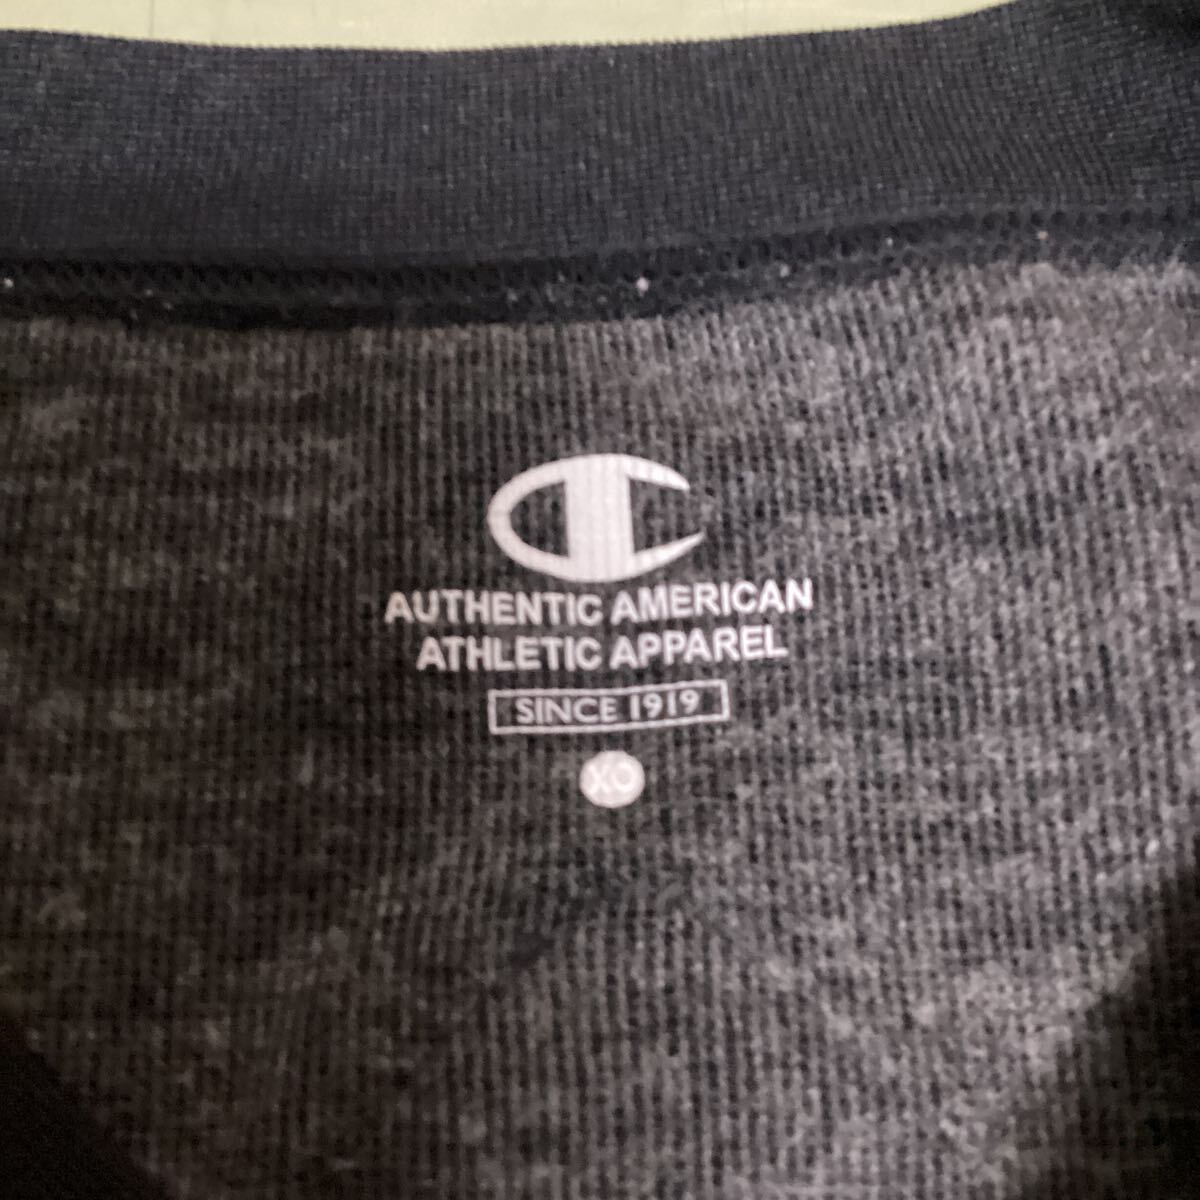 AUTHENTIC AMERICAN
ATHLETIC APPAREL
SINCE 1919
XO